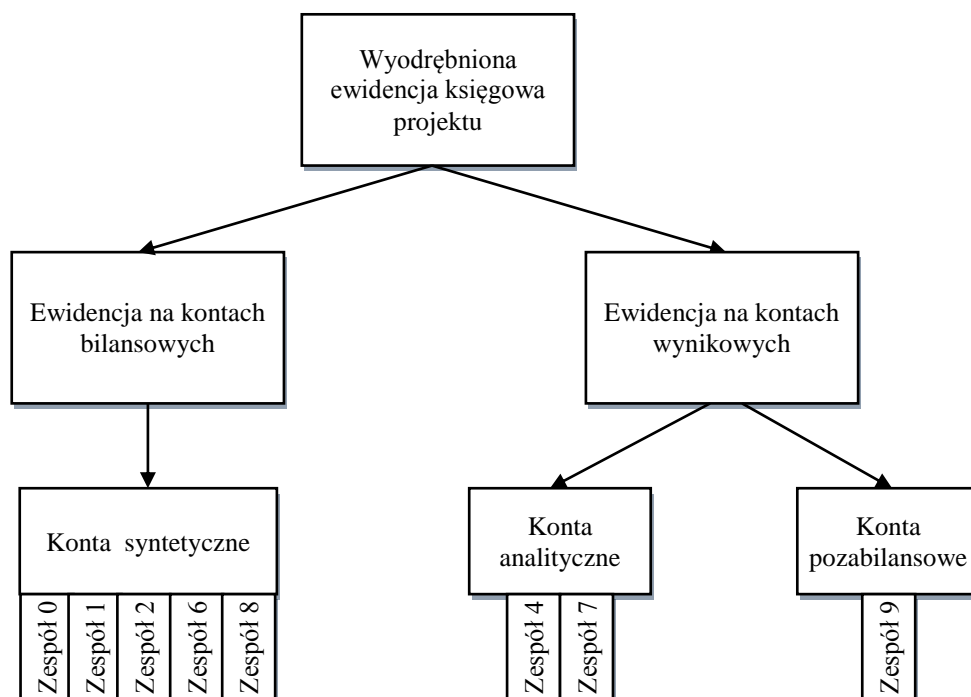 Wyodrębniona
ewidencja księgowa
projektu
Ewidencja na kontach
bilansowych
Ewidencja na kontach
wynikowych
Konta syntetyczne
Konta
analityczne
Konta
pozabilansowe
Zespół 0
Zespół 1
Zespół 2
Zespół 6
Zespół 8
Zespół 4
Zespół 7
Zespół 9